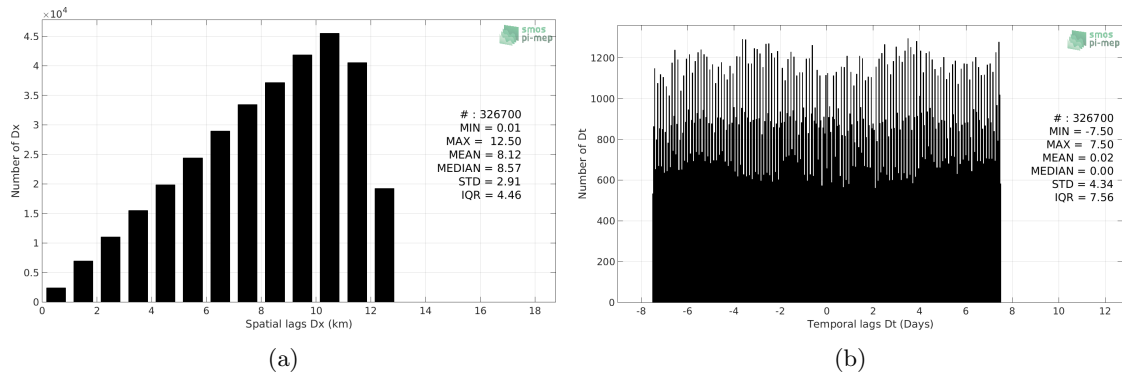 ×10⁴
4.5
4
3.5
3
2.5
2
1.5
1
0.5
0
Number of Dx
0 2 4 6 8 10 12 14 16 18
Spatial lags Dx (km)
smos
pi-mep
# : 326700
MIN = 0.01
MAX = 12.50
MEAN = 8.12
MEDIAN = 8.57
STD = 2.91
IQR = 4.46
(a)
1200
1000
800
600
400
200
0
Number of Dt
-8 -6 -4 -2 0 2 4 6 8 10 12
Temporal lags Dt (Days)
smos
pi-mep
# : 326700
MIN = -7.50
MAX = 7.50
MEAN = 0.02
MEDIAN = 0.00
STD = 4.34
IQR = 7.56
(b)